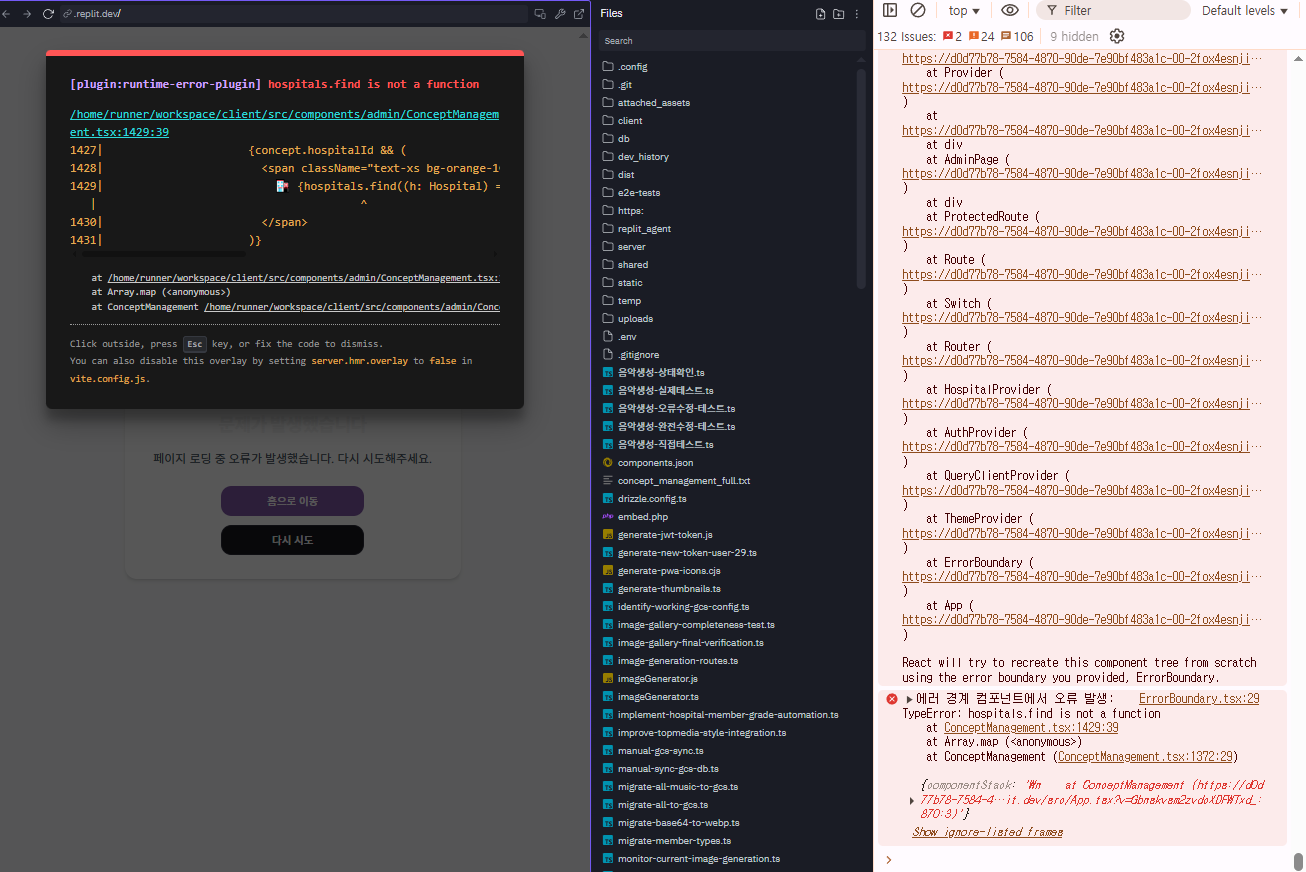 .replit.dev/
[plugin:runtime-error-plugin] hospitals.find is not a function
/home/runner/workspace/client/src/components/admin/ConceptManagem
ent.tsx:1429:39
1427| {concept.hospitalId && (
1428| <span className="text-xs bg-orange-1
1429| 🏥 {hospitals.find((h: Hospital) =
| ^
1430| </span>
1431| )}
at /home/runner/workspace/client/src/components/admin/ConceptManagement.tsx:
at Array.map (<anonymous>)
at ConceptManagement /home/runner/workspace/client/src/components/admin/Conc
Click outside, press Esc key, or fix the code to dismiss.
You can also disable this overlay by setting server.hmr.overlay to false in
vite.config.js.
페이지 로딩 중 오류가 발생했습니다. 다시 시도해주세요.
홈으로 이동
다시 시도
Files
Search
.config
.git
attached_assets
client
db
dev_history
dist
e2e-tests
https:
replit_agent
server
shared
static
temp
uploads
.env
.gitignore
음악생성-상태확인.ts
음악생성-실제테스트.ts
음악생성-오류수정-테스트.ts
음악생성-완전수정-테스트.ts
음악생성-직접테스트.ts
components.json
concept_management_full.txt
drizzle.config.ts
embed.php
generate-jwt-token.js
generate-new-token-user-29.ts
generate-pwa-icons.cjs
generate-thumbnails.ts
identify-working-gcs-config.ts
image-gallery-completeness-test.ts
image-gallery-final-verification.ts
image-generation-routes.ts
imageGenerator.js
imageGenerator.ts
implement-hospital-member-grade-automation.ts
improve-topmedia-style-integration.ts
manual-gcs-sync.ts
manual-sync-gcs-db.ts
migrate-all-music-to-gcs.ts
migrate-all-to-gcs.ts
migrate-base64-to-webp.ts
migrate-member-types.ts
monitor-current-image-generation.ts
top
Filter
Default levels
132 Issues: 2 24 106 9 hidden
https://d0d77b78-7584-4870-90de-7e90bf483a1c-00-2fox4esnji…
at Provider (
https://d0d77b78-7584-4870-90de-7e90bf483a1c-00-2fox4esnji…
)
at
https://d0d77b78-7584-4870-90de-7e90bf483a1c-00-2fox4esnji…
at div
at AdminPage (
https://d0d77b78-7584-4870-90de-7e90bf483a1c-00-2fox4esnji…
)
at div
at ProtectedRoute (
https://d0d77b78-7584-4870-90de-7e90bf483a1c-00-2fox4esnji…
)
at Route (
https://d0d77b78-7584-4870-90de-7e90bf483a1c-00-2fox4esnji…
)
at Switch (
https://d0d77b78-7584-4870-90de-7e90bf483a1c-00-2fox4esnji…
)
at Router (
https://d0d77b78-7584-4870-90de-7e90bf483a1c-00-2fox4esnji…
)
at HospitalProvider (
https://d0d77b78-7584-4870-90de-7e90bf483a1c-00-2fox4esnji…
)
at AuthProvider (
https://d0d77b78-7584-4870-90de-7e90bf483a1c-00-2fox4esnji…
)
at QueryClientProvider (
https://d0d77b78-7584-4870-90de-7e90bf483a1c-00-2fox4esnji…
)
at ThemeProvider (
https://d0d77b78-7584-4870-90de-7e90bf483a1c-00-2fox4esnji…
)
at ErrorBoundary (
https://d0d77b78-7584-4870-90de-7e90bf483a1c-00-2fox4esnji…
)
at App (
https://d0d77b78-7584-4870-90de-7e90bf483a1c-00-2fox4esnji…
)
React will try to recreate this component tree from scratch
using the error boundary you provided, ErrorBoundary.
에러 경계 컴포넌트에서 오류 발생: ErrorBoundary.tsx:29
TypeError: hospitals.find is not a function
at ConceptManagement.tsx:1429:39
at Array.map (<anonymous>)
at ConceptManagement (ConceptManagement.tsx:1372:29)
{componentStack: '\n at ConceptManagement (https://d0d
77b78-7584-4…it.dev/src/App.tsx?v=Gbnskvsm2zvdoXDFWTxd_:
870:3)'}
Show ignore-listed frames